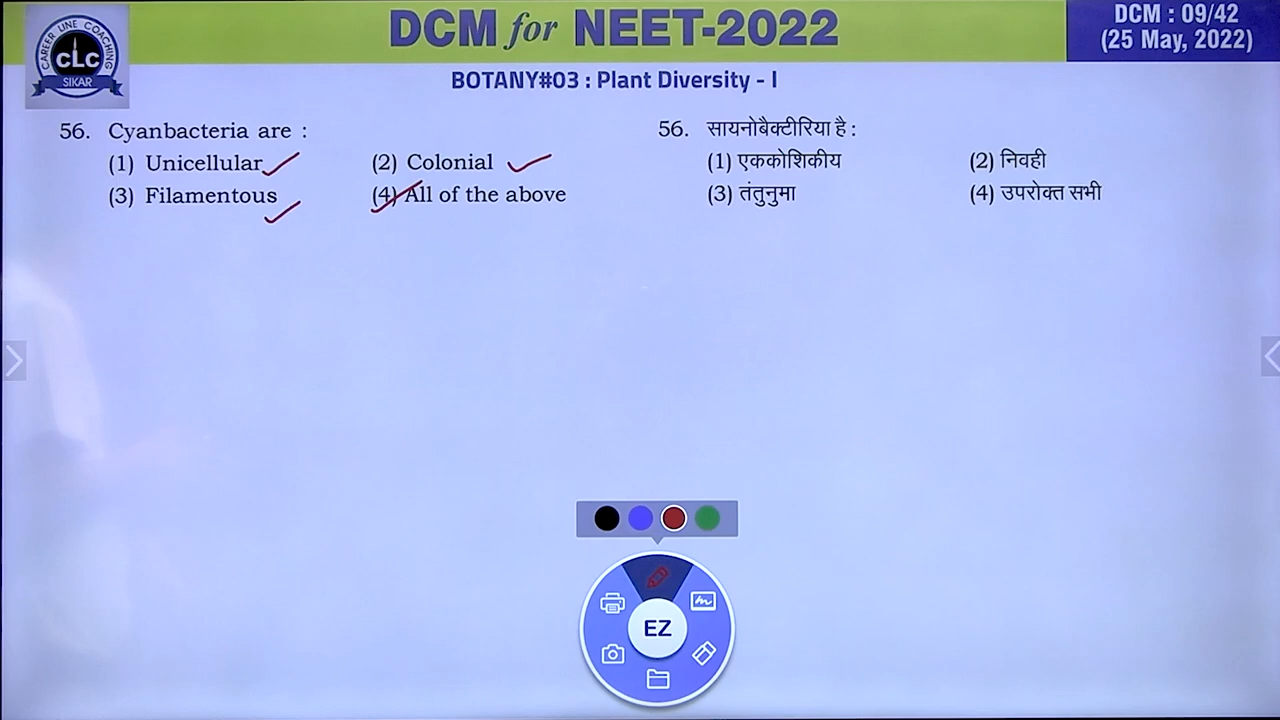 CAREER LINE COACHING
CLC
SIKAR
DCM for NEET-2022
DCM : 09/42
(25 May, 2022)
BOTANY#03 : Plant Diversity - I
56. Cyanbacteria are :
(1) Unicellular (2) Colonial
(3) Filamentous (4) All of the above
56. सायनोबैक्टीरिया है :
(1) एककोशिकीय (2) निवही
(3) तंतुनुमा (4) उपरोक्त सभी
EZ